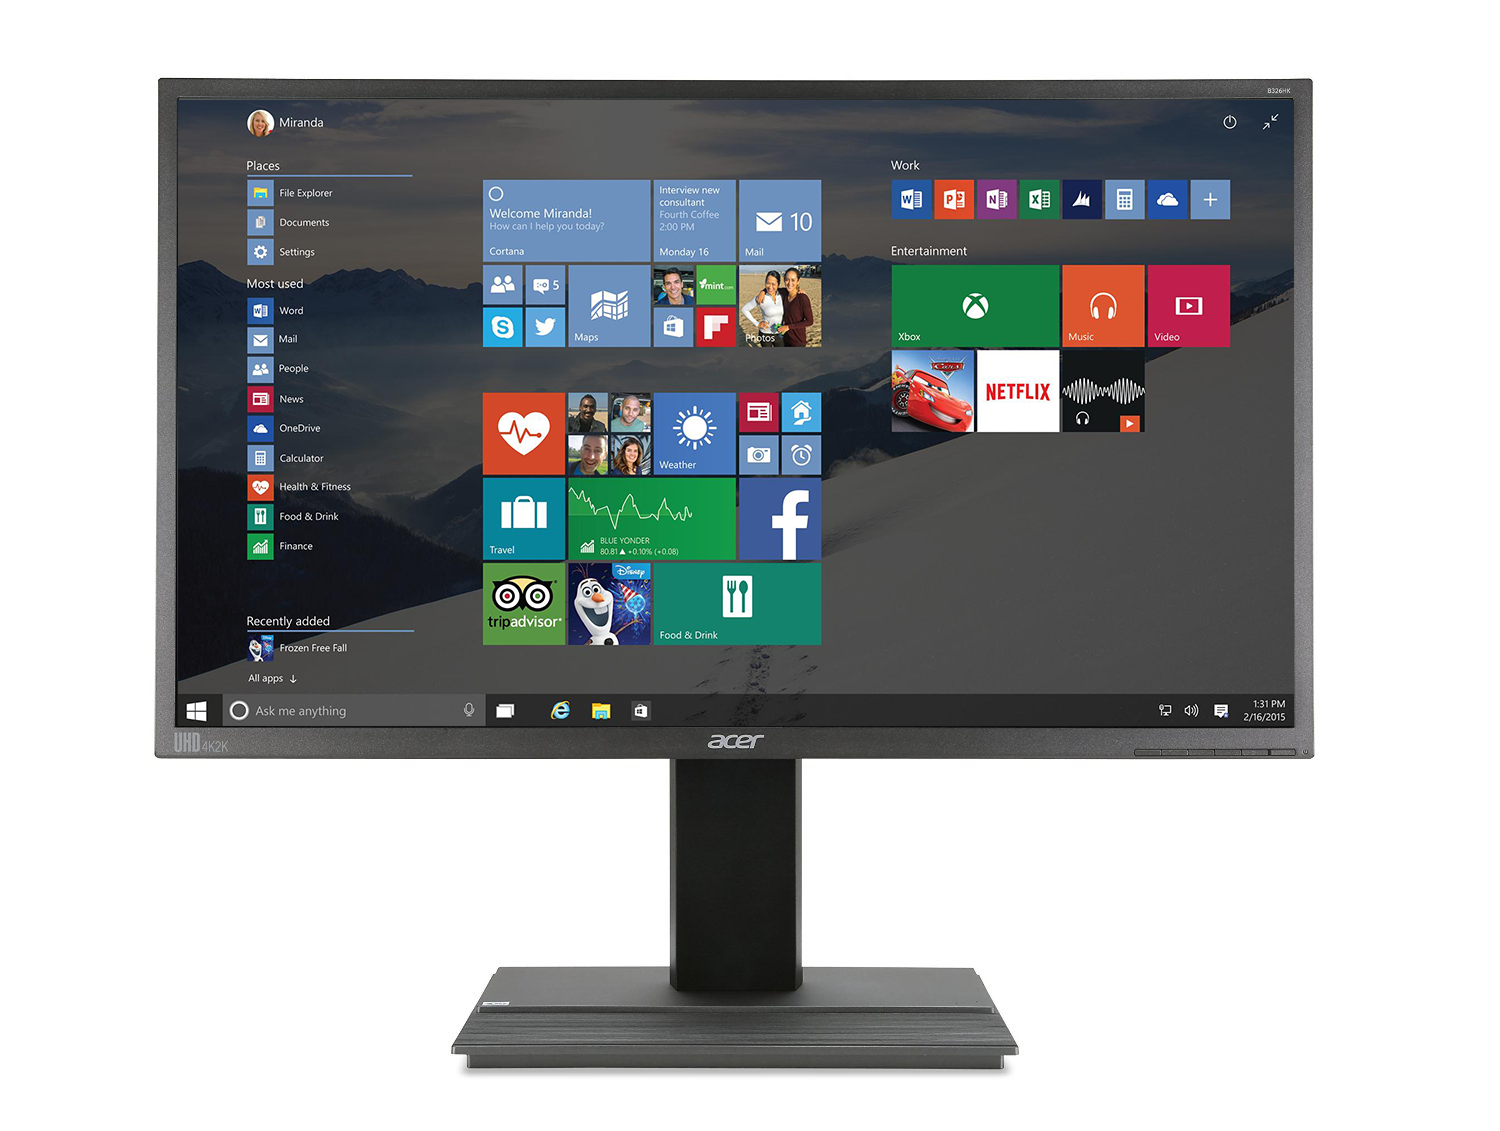 B326HK
Miranda
Places
File Explorer
Documents
Settings
Most used
Word
Mail
People
News
OneDrive
Calculator
Health & Fitness
Food & Drink
Finance
Recently added
Frozen Free Fall
All apps ↓
Welcome Miranda!
How can I help you today?
Cortana
Interview new
consultant
Fourth Coffee
2:00 PM
Monday 16
10
Mail
5
Maps
mint.com
Photos
Weather
Travel
BLUE YONDER
80.81 ▲ +0.10% (+0.08)
tripadvisor®
Disney
Food & Drink
Work
Entertainment
Xbox
Music
Video
Cars
NETFLIX
Ask me anything
1:31 PM
2/16/2015
UHD 4K2K
acer